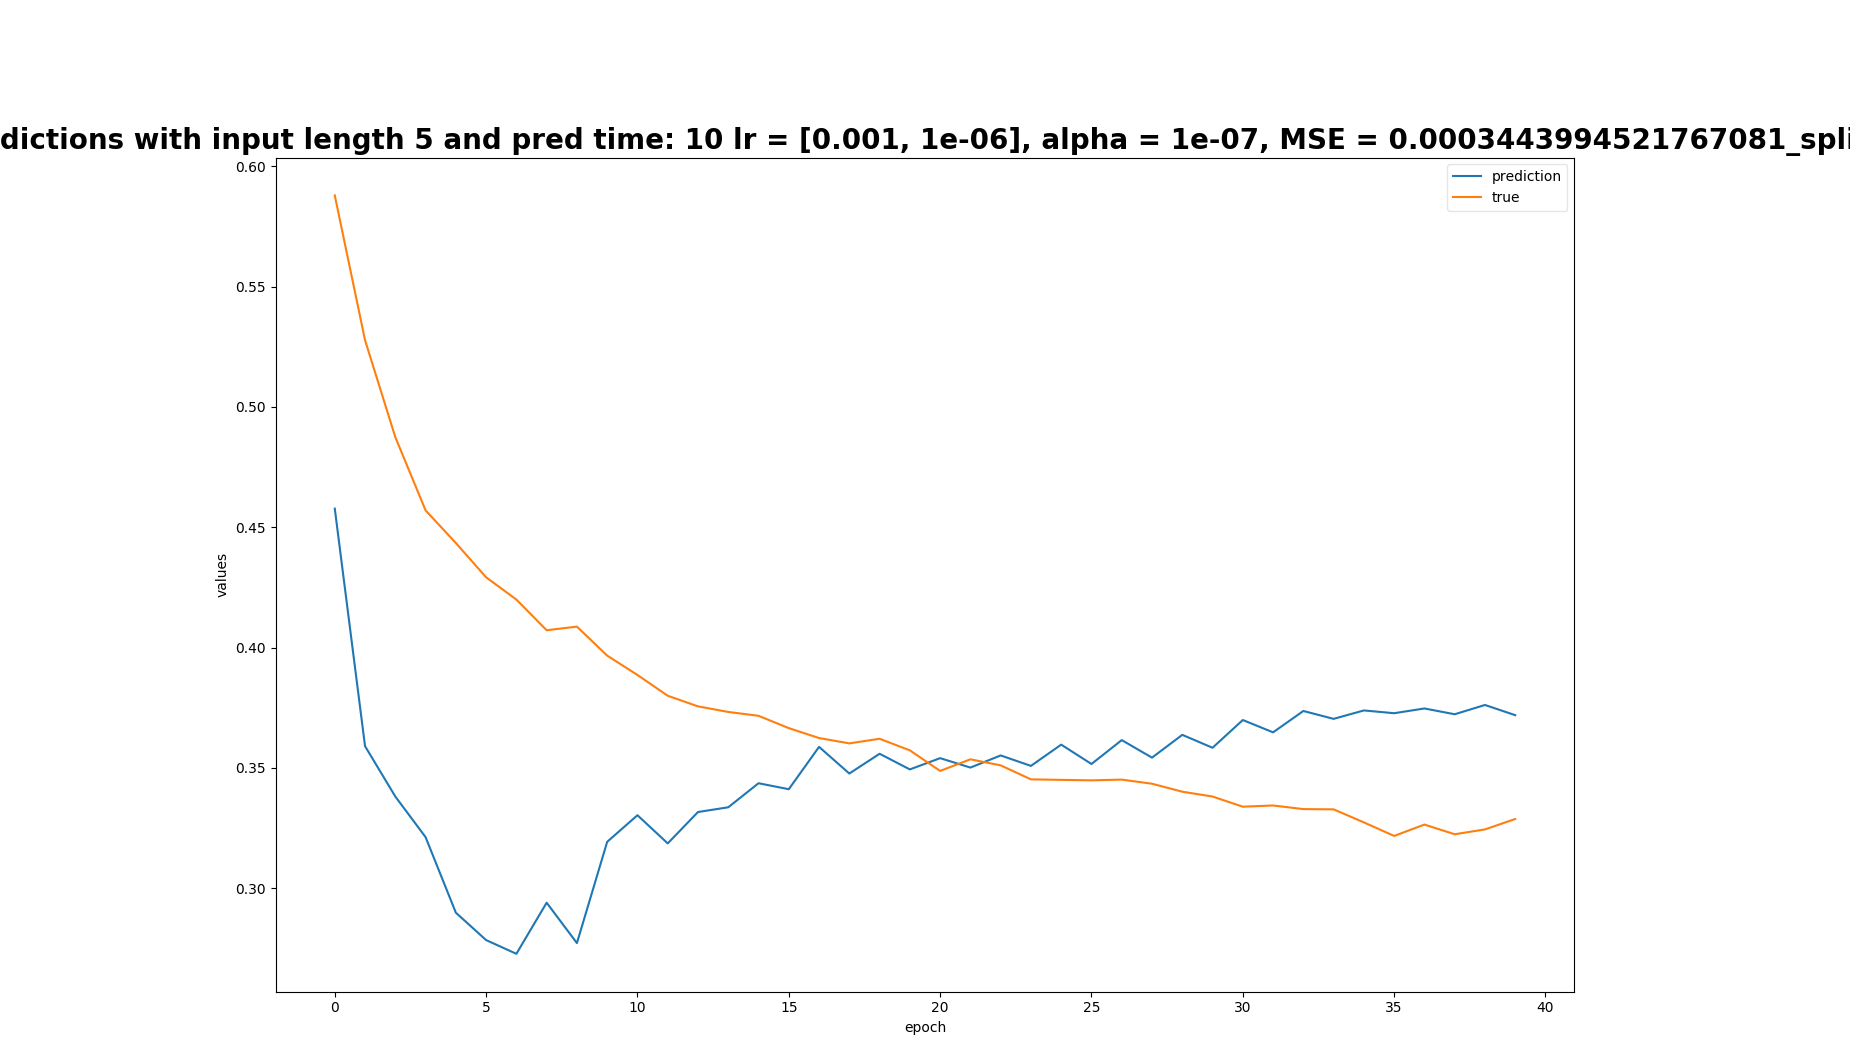 dictions with input length 5 and pred time: 10 lr = [0.001, 1e-06], alpha = 1e-07, MSE = 0.0003443994521767081_spli
prediction
true
0.60
0.55
0.50
0.45
0.40
0.35
0.30
values
0 5 10 15 20 25 30 35 40
epoch